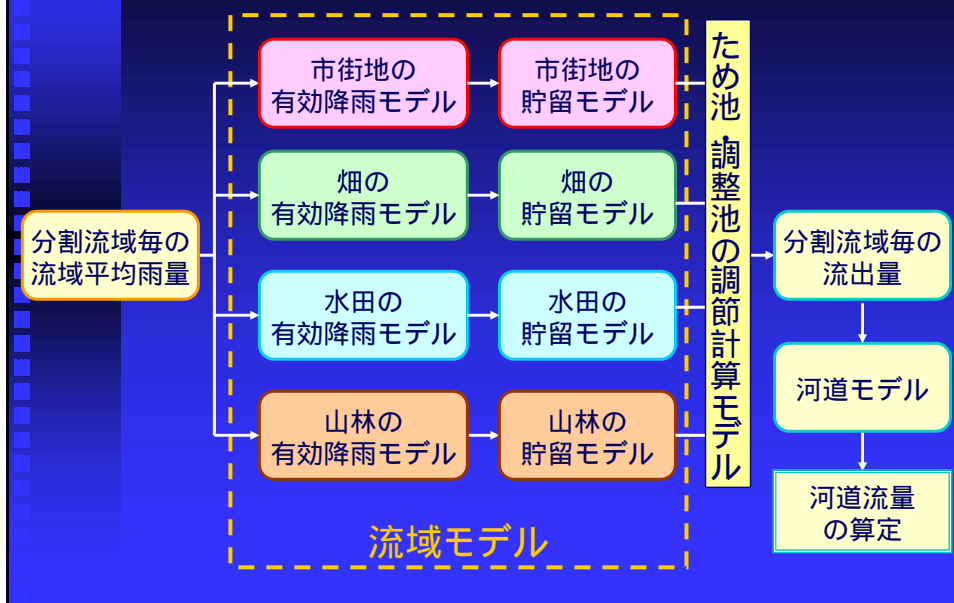 分割流域毎の
流域平均雨量
市街地の
有効降雨モデル
市街地の
貯留モデル
畑の
有効降雨モデル
畑の
貯留モデル
水田の
有効降雨モデル
水田の
貯留モデル
山林の
有効降雨モデル
山林の
貯留モデル
流域モデル
ため池・調整池の調節計算モデル
分割流域毎の
流出量
河道モデル
河道流量
の算定